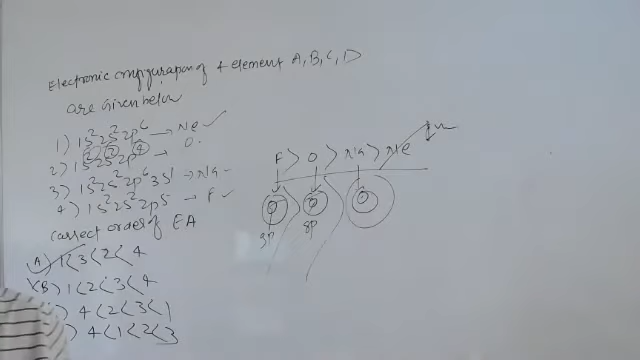 Electronic configuration of 4 element A, B, C, D
are given below
1) 1s² 2s² 2p⁶ → Ne ✓
2) 1s² 2s² 2p⁴ → O
3) 1s² 2s² 2p⁶ 3s¹ → Na -
4) 1s² 2s² 2p⁵ → F ✓
correct order of EA
A) 1<3<2<4
B) 1<2<3<4
) 4<2<3<1
) 4<1<2<3
F > O > Na > Ne
9P 8P